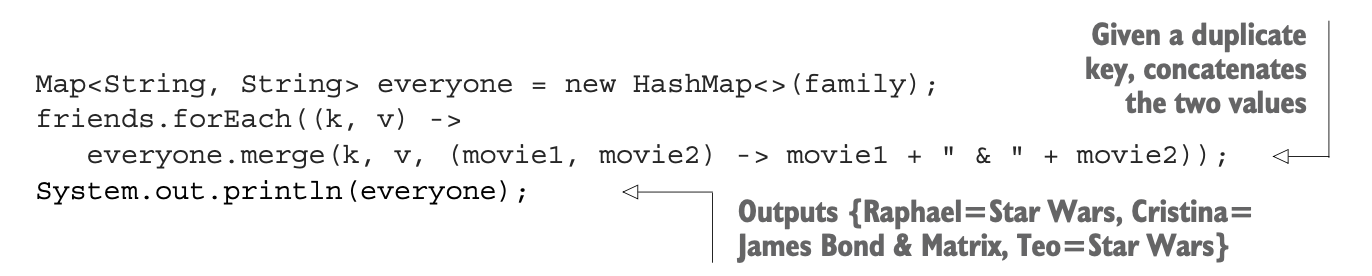 Given a duplicate
key, concatenates
the two values
Map<String, String> everyone = new HashMap<>(family);
friends.forEach((k, v) ->
   everyone.merge(k, v, (movie1, movie2) -> movie1 + " & " + movie2));
System.out.println(everyone);
Outputs {Raphael=Star Wars, Cristina=
James Bond & Matrix, Teo=Star Wars}